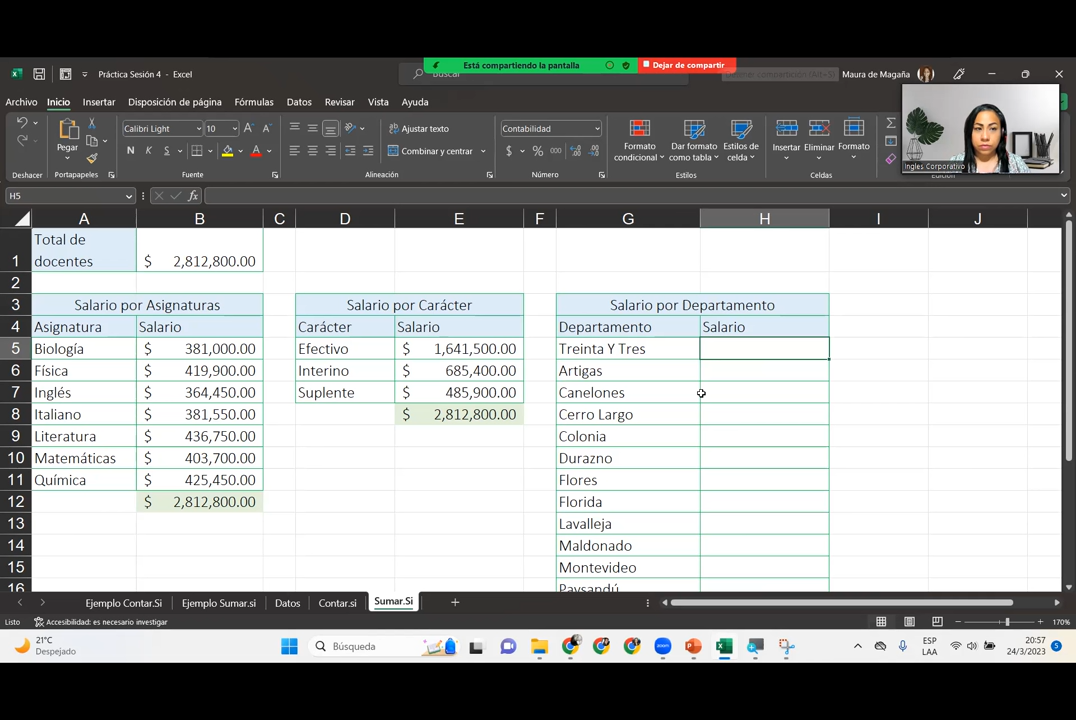 Práctica Sesión 4 - Excel
Está compartiendo la pantalla
Dejar de compartir
Maura de Magaña
Archivo Inicio Insertar Disposición de página Fórmulas Datos Revisar Vista Ayuda
Calibri Light 10
Ajustar texto
Contabilidad
Pegar
N K S
Combinar y centrar
$ % 000
Formato condicional
Dar formato como tabla
Estilos de celda
Insertar Eliminar Formato
Deshacer Portapapeles Fuente Alineación Número Estilos Celdas
Ingles Corporativo
H5 fx
A B C D E F G H I J
1 Total de docentes $ 2,812,800.00
2
3 Salario por Asignaturas Salario por Carácter Salario por Departamento
4 Asignatura Salario Carácter Salario Departamento Salario
5 Biología $ 381,000.00 Efectivo $ 1,641,500.00 Treinta Y Tres
6 Física $ 419,900.00 Interino $ 685,400.00 Artigas
7 Inglés $ 364,450.00 Suplente $ 485,900.00 Canelones
8 Italiano $ 381,550.00 $ 2,812,800.00 Cerro Largo
9 Literatura $ 436,750.00 Colonia
10 Matemáticas $ 403,700.00 Durazno
11 Química $ 425,450.00 Flores
12 $ 2,812,800.00 Florida
13 Lavalleja
14 Maldonado
15 Montevideo
16 Paysandú
Ejemplo Contar.Si Ejemplo Sumar.si Datos Contar.si Sumar.Si
Listo Accesibilidad: es necesario investigar 170%
21°C
Despejado
Búsqueda
ESP
LAA
20:57
24/3/2023
5